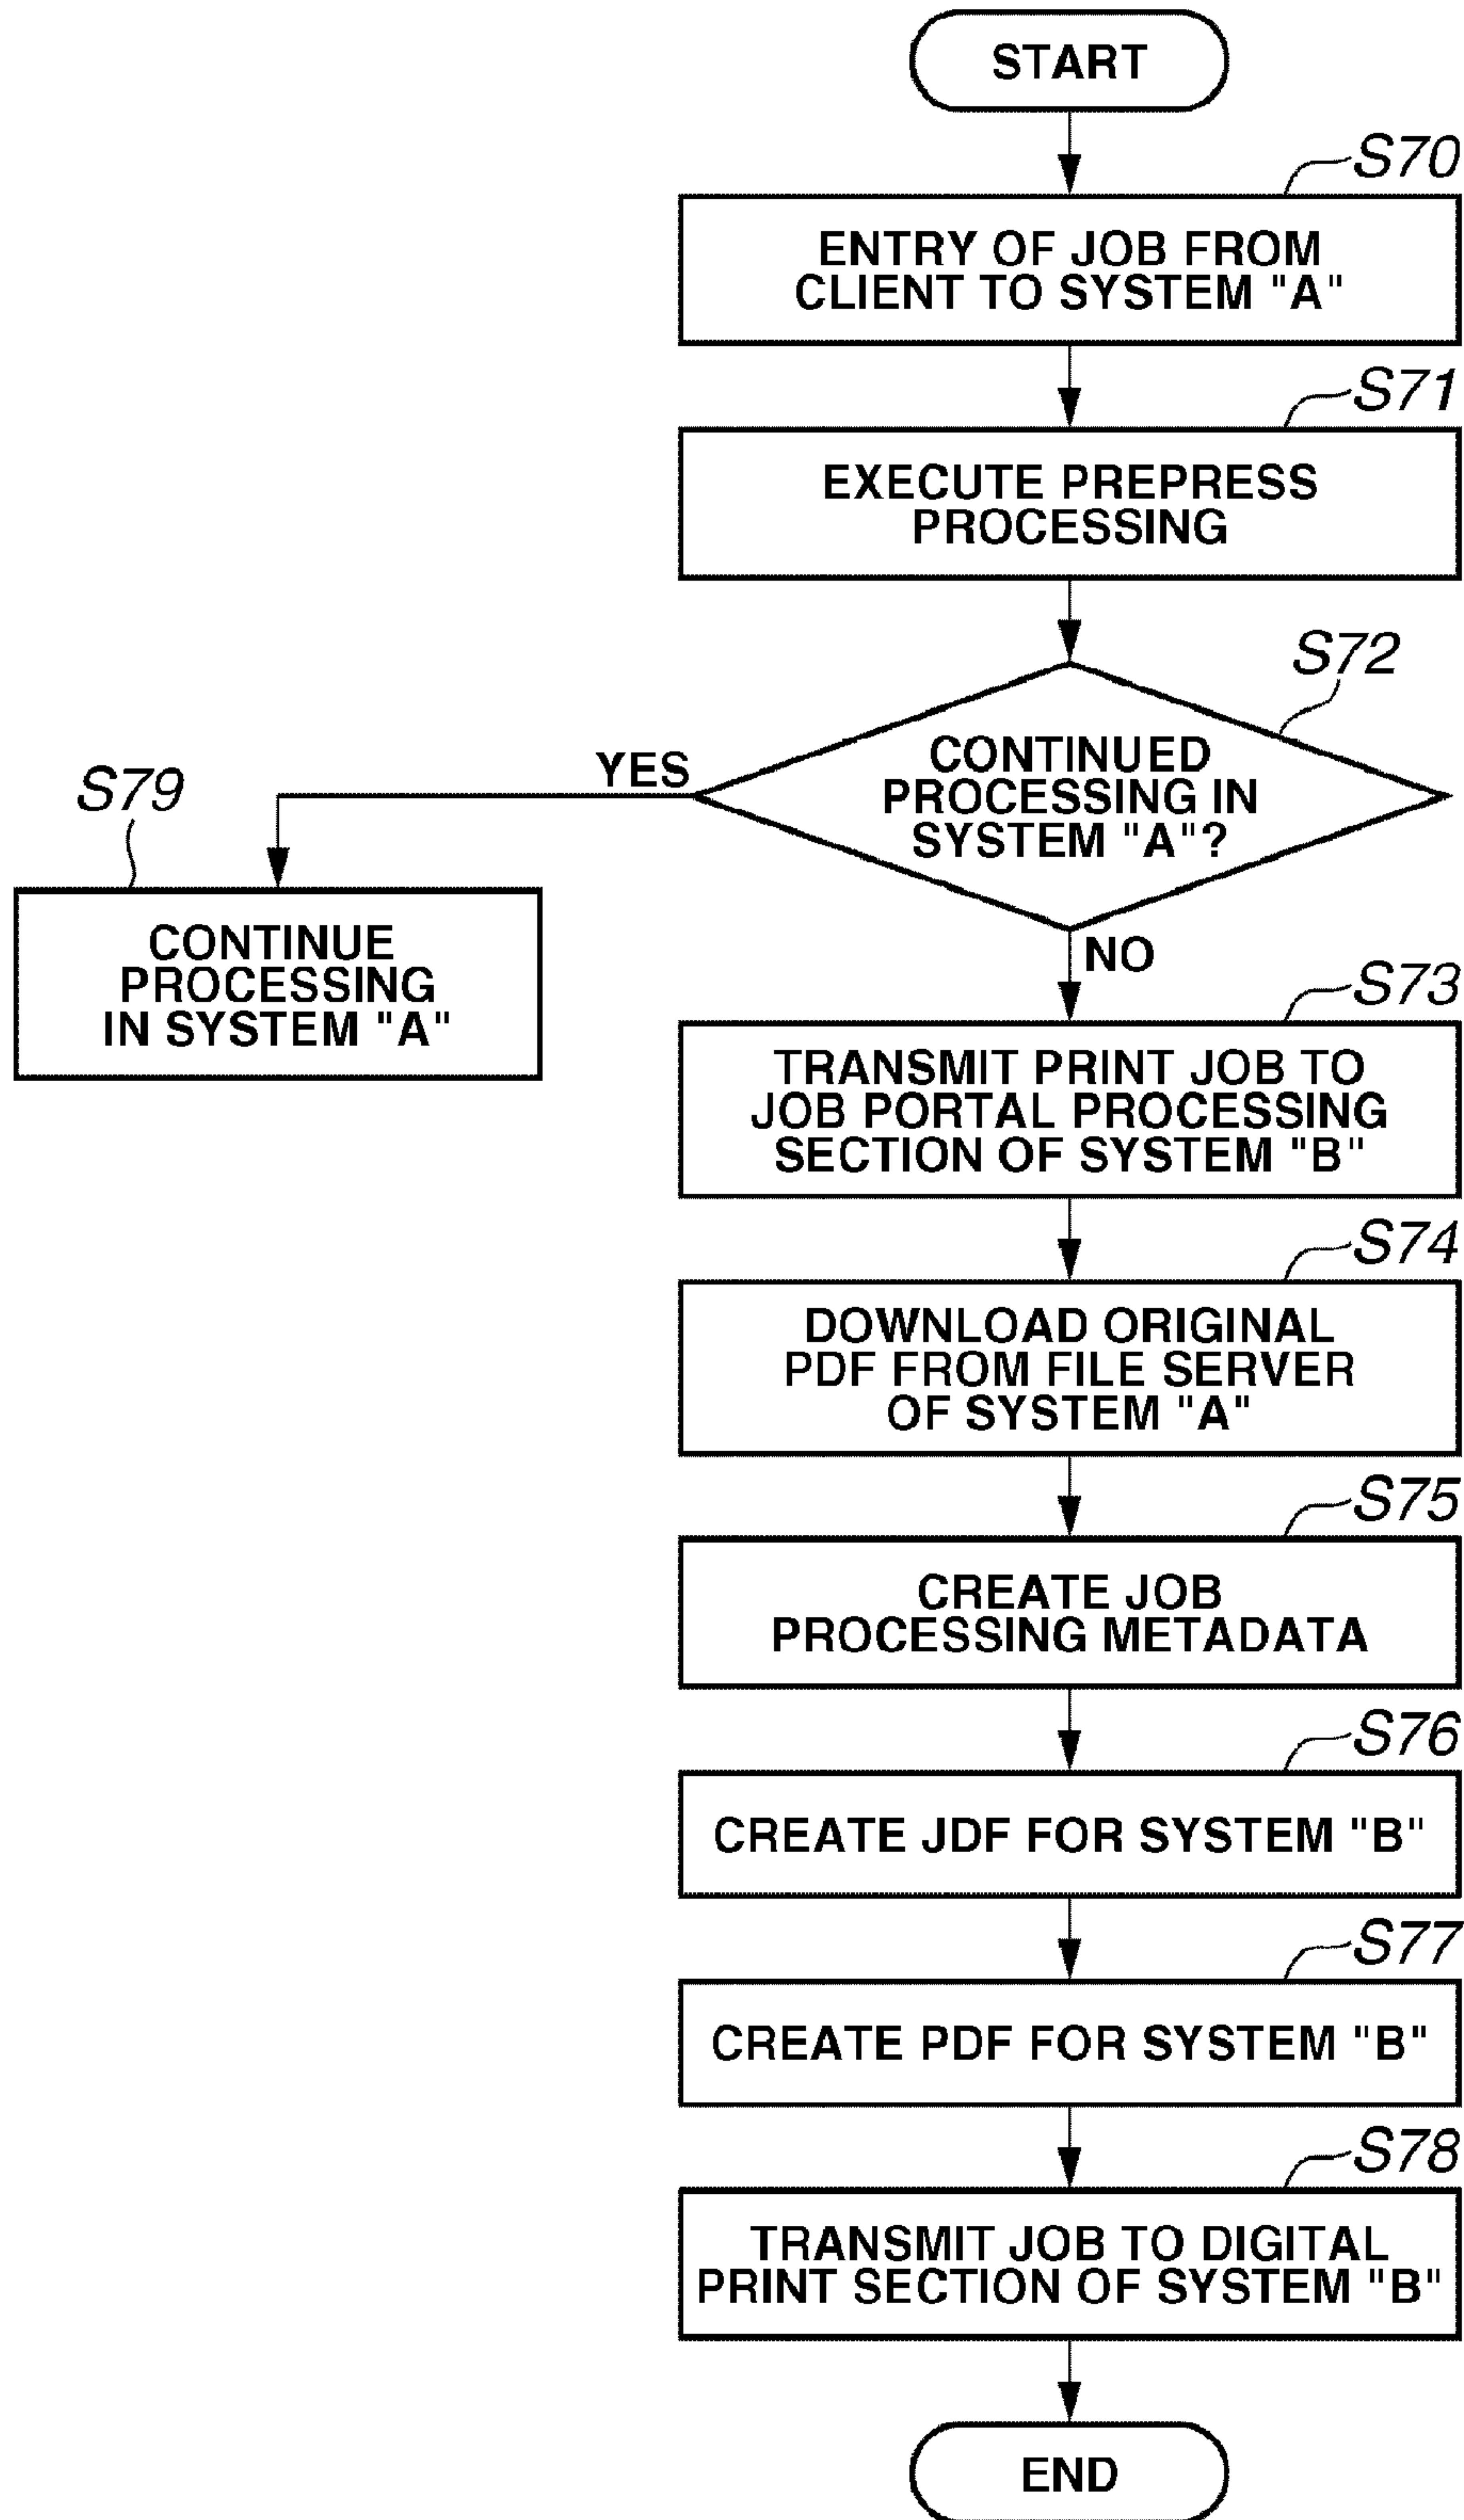 START
S70
ENTRY OF JOB FROM
CLIENT TO SYSTEM "A"
S71
EXECUTE PREPRESS
PROCESSING
S72
CONTINUED
PROCESSING IN
SYSTEM "A"?
YES
S79
CONTINUE
PROCESSING
IN SYSTEM "A"
NO
S73
TRANSMIT PRINT JOB TO
JOB PORTAL PROCESSING
SECTION OF SYSTEM "B"
S74
DOWNLOAD ORIGINAL
PDF FROM FILE SERVER
OF SYSTEM "A"
S75
CREATE JOB
PROCESSING METADATA
S76
CREATE JDF FOR SYSTEM "B"
S77
CREATE PDF FOR SYSTEM "B"
S78
TRANSMIT JOB TO DIGITAL
PRINT SECTION OF SYSTEM "B"
END